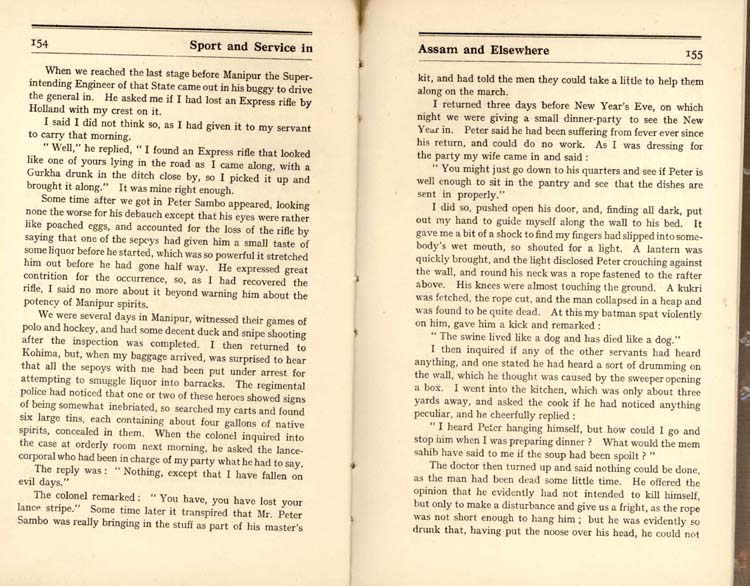 154
Sport and Service in
When we reached the last stage before Manipur the Super-
intending Engineer of that State came out in his buggy to drive
the general in. He asked me if I had lost an Express rifle by
Holland with my crest on it.
I said I did not think so, as I had given it to my servant
to carry that morning.
" Well," he replied, " I found an Express rifle that looked
like one of yours lying in the road as I came along, with a
Gurkha drunk in the ditch close by, so I picked it up and
brought it along." It was mine right enough.
Some time after we got in Peter Sambo appeared, looking
none the worse for his debauch except that his eyes were rather
like poached eggs, and accounted for the loss of the rifle by
saying that one of the sepoys had given him a small taste of
some liquor before he started, which was so powerful it stretched
him out before he had gone half way. He expressed great
contrition for the occurrence, so, as I had recovered the
rifle, I said no more about it beyond warning him about the
potency of Manipur spirits.
We were several days in Manipur, witnessed their games of
polo and hockey, and had some decent duck and snipe shooting
after the inspection was completed. I then returned to
Kohima, but, when my baggage arrived, was surprised to hear
that all the sepoys with me had been put under arrest for
attempting to smuggle liquor into barracks. The regimental
police had noticed that one or two of these heroes showed signs
of being somewhat inebriated, so searched my carts and found
six large tins, each containing about four gallons of native
spirits, concealed in them. When the colonel inquired into
the case at orderly room next morning, he asked the lance-
corporal who had been in charge of my party what he had to say.
The reply was : " Nothing, except that I have fallen on
evil days."
The colonel remarked : " You have, you have lost your
lance stripe." Some time later it transpired that Mr. Peter
Sambo was really bringing in the stuff as part of his master's
Assam and Elsewhere
155
kit, and had told the men they could take a little to help them
along on the march.
I returned three days before New Year's Eve, on which
night we were giving a small dinner-party to see the New
Year in. Peter said he had been suffering from fever ever since
his return, and could do no work. As I was dressing for
the party my wife came in and said :
" You might just go down to his quarters and see if Peter is
well enough to sit in the pantry and see that the dishes are
sent in properly."
I did so, pushed open his door, and, finding all dark, put
out my hand to guide myself along the wall to his bed. It
gave me a bit of a shock to find my fingers had slipped into some-
body's wet mouth, so shouted for a light. A lantern was
quickly brought, and the light disclosed Peter crouching against
the wall, and round his neck was a rope fastened to the rafter
above. His knees were almost touching the ground. A kukri
was fetched, the rope cut, and the man collapsed in a heap and
was found to be quite dead. At this my batman spat violently
on him, gave him a kick and remarked :
" The swine lived like a dog and has died like a dog."
I then inquired if any of the other servants had heard
anything, and one stated he had heard a sort of drumming on
the wall, which he thought was caused by the sweeper opening
a box. I went into the kitchen, which was only about three
yards away, and asked the cook if he had noticed anything
peculiar, and he cheerfully replied :
" I heard Peter hanging himself, but how could I go and
stop him when I was preparing dinner ? What would the mem
sahib have said to me if the soup had been spoilt ? "
The doctor then turned up and said nothing could be done,
as the man had been dead some little time. He offered the
opinion that he evidently had not intended to kill himself,
but only to make a disturbance and give us a fright, as the rope
was not short enough to hang him ; but he was evidently so
drunk that, having put the noose over his head, he could not